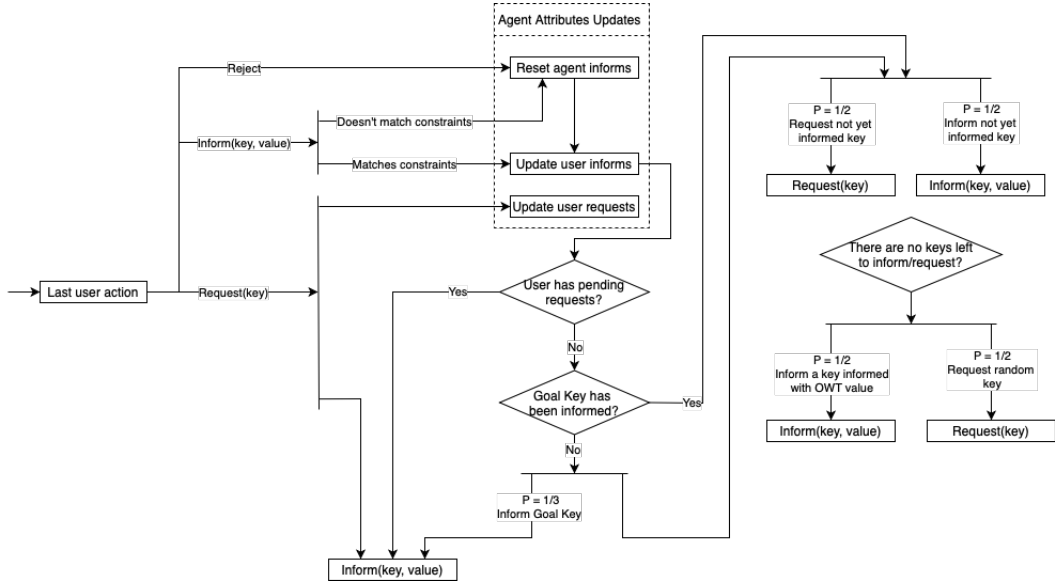 Agent Attributes Updates
Reject
Reset agent informs
Doesn't match constraints
Inform(key, value)
Matches constraints
Update user informs
Update user requests
Last user action
Request(key)
Yes
User has pending
requests?
No
Goal Key has
been informed?
Yes
No
P = 1/3
Inform Goal Key
Inform(key, value)
P = 1/2
Request not yet
informed key
P = 1/2
Inform not yet
informed key
Request(key)
Inform(key, value)
There are no keys left
to inform/request?
P = 1/2
Inform a key informed
with OWT value
P = 1/2
Request random
key
Inform(key, value)
Request(key)